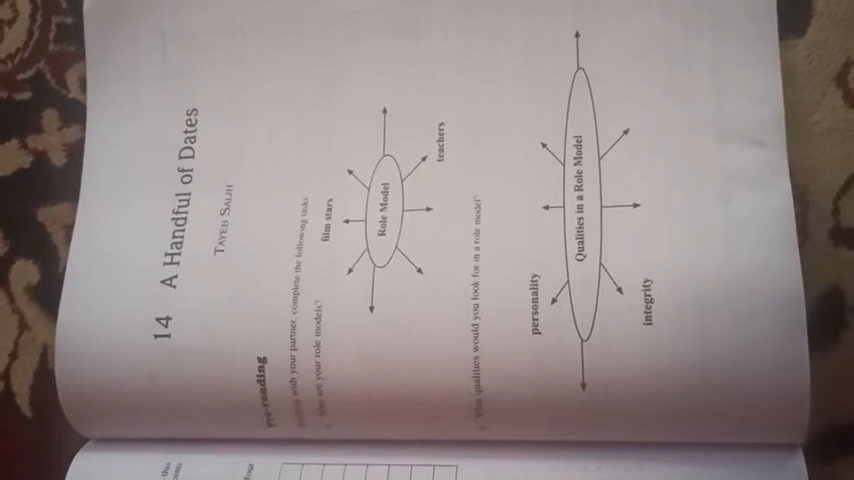 14 A Handful of Dates
TAYEB SALIH
pre-reading
with your partner, complete the following tasks
are your role models?
film stars
Role Model
teachers
What qualities would you look for in a role model?
personality
Qualities in a Role Model
integrity
this
four